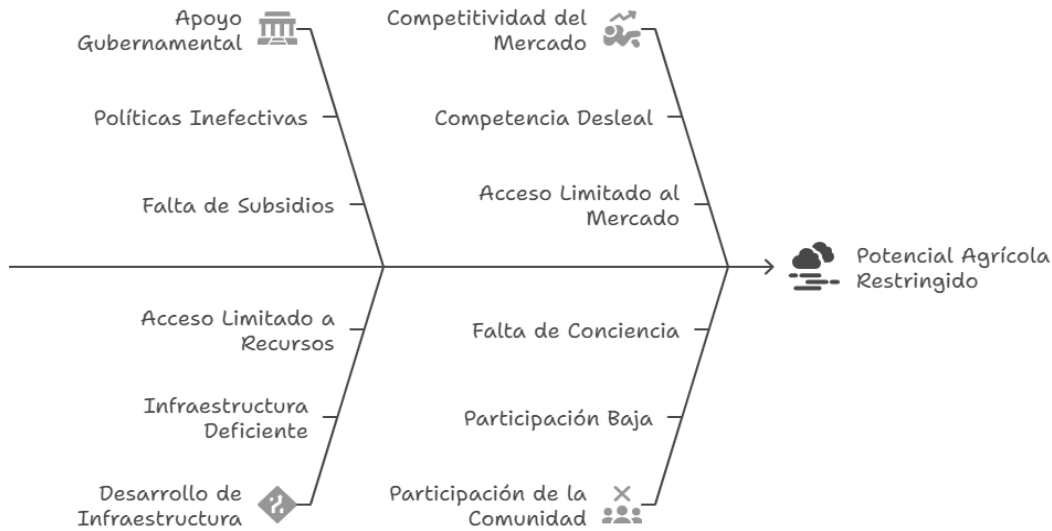 Apoyo
Gubernamental
Competitividad del
Mercado
Políticas Inefectivas
Competencia Desleal
Falta de Subsidios
Acceso Limitado al
Mercado
Potencial Agrícola
Restringido
Acceso Limitado a
Recursos
Falta de Conciencia
Infraestructura
Deficiente
Participación Baja
Desarrollo de
Infraestructura
Participación de la
Comunidad